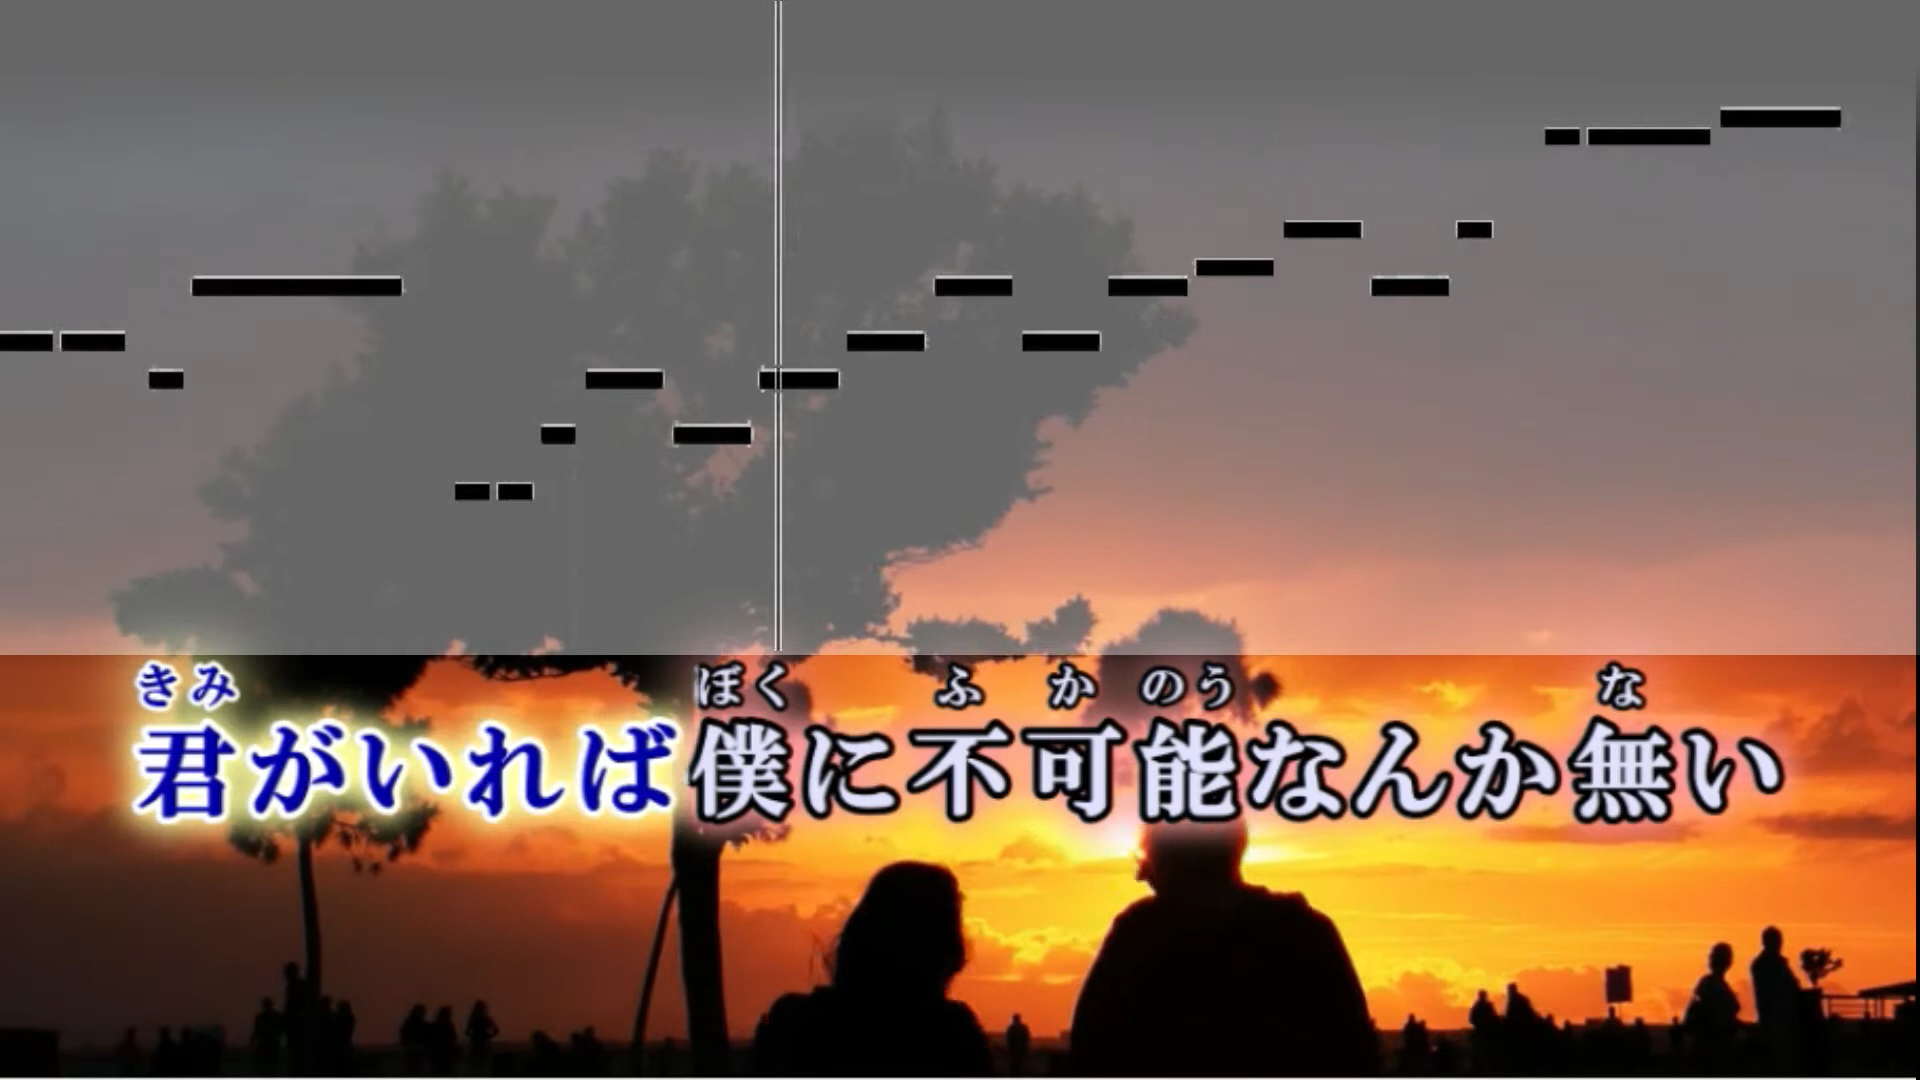 きみ ぼく ふ か のう な
君がいれば僕に不可能なんか無い